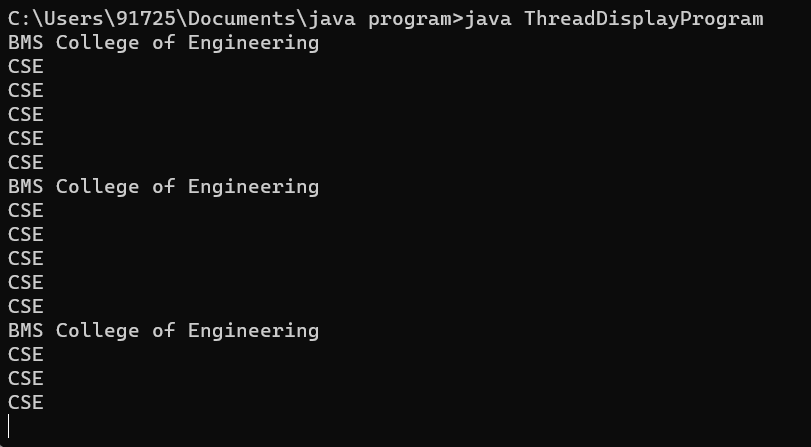 C:\Users\91725\Documents\java program>java ThreadDisplayProgram
BMS College of Engineering
CSE
CSE
CSE
CSE
CSE
BMS College of Engineering
CSE
CSE
CSE
CSE
CSE
BMS College of Engineering
CSE
CSE
CSE